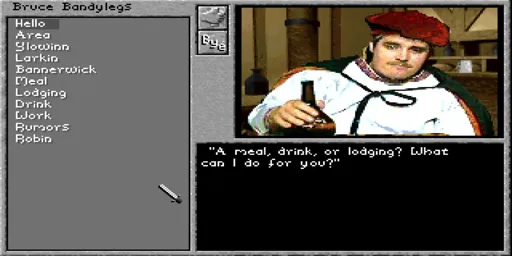 Bruce Bandylegs
Hello
Area
Glowinn
Larkin
Bannerwick
Meal
Lodging
Drink
Work
Rumors
Robin
Bye
"A meal, drink, or lodging? What
can I do for you?"